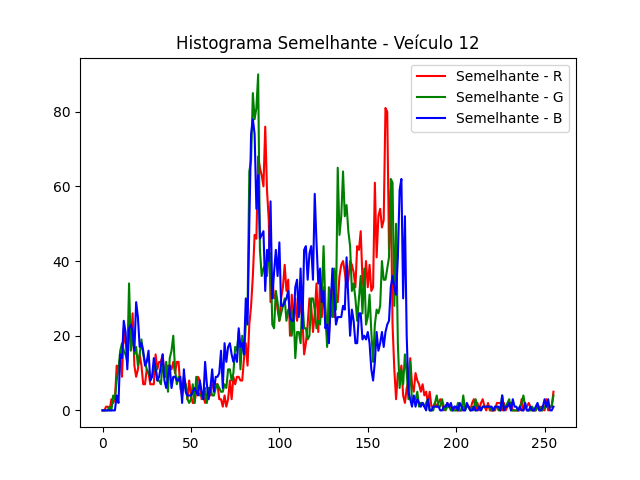 Histograma Semelhante - Veículo 12
Semelhante - R
Semelhante - G
Semelhante - B
80
60
40
20
0
0 50 100 150 200 250